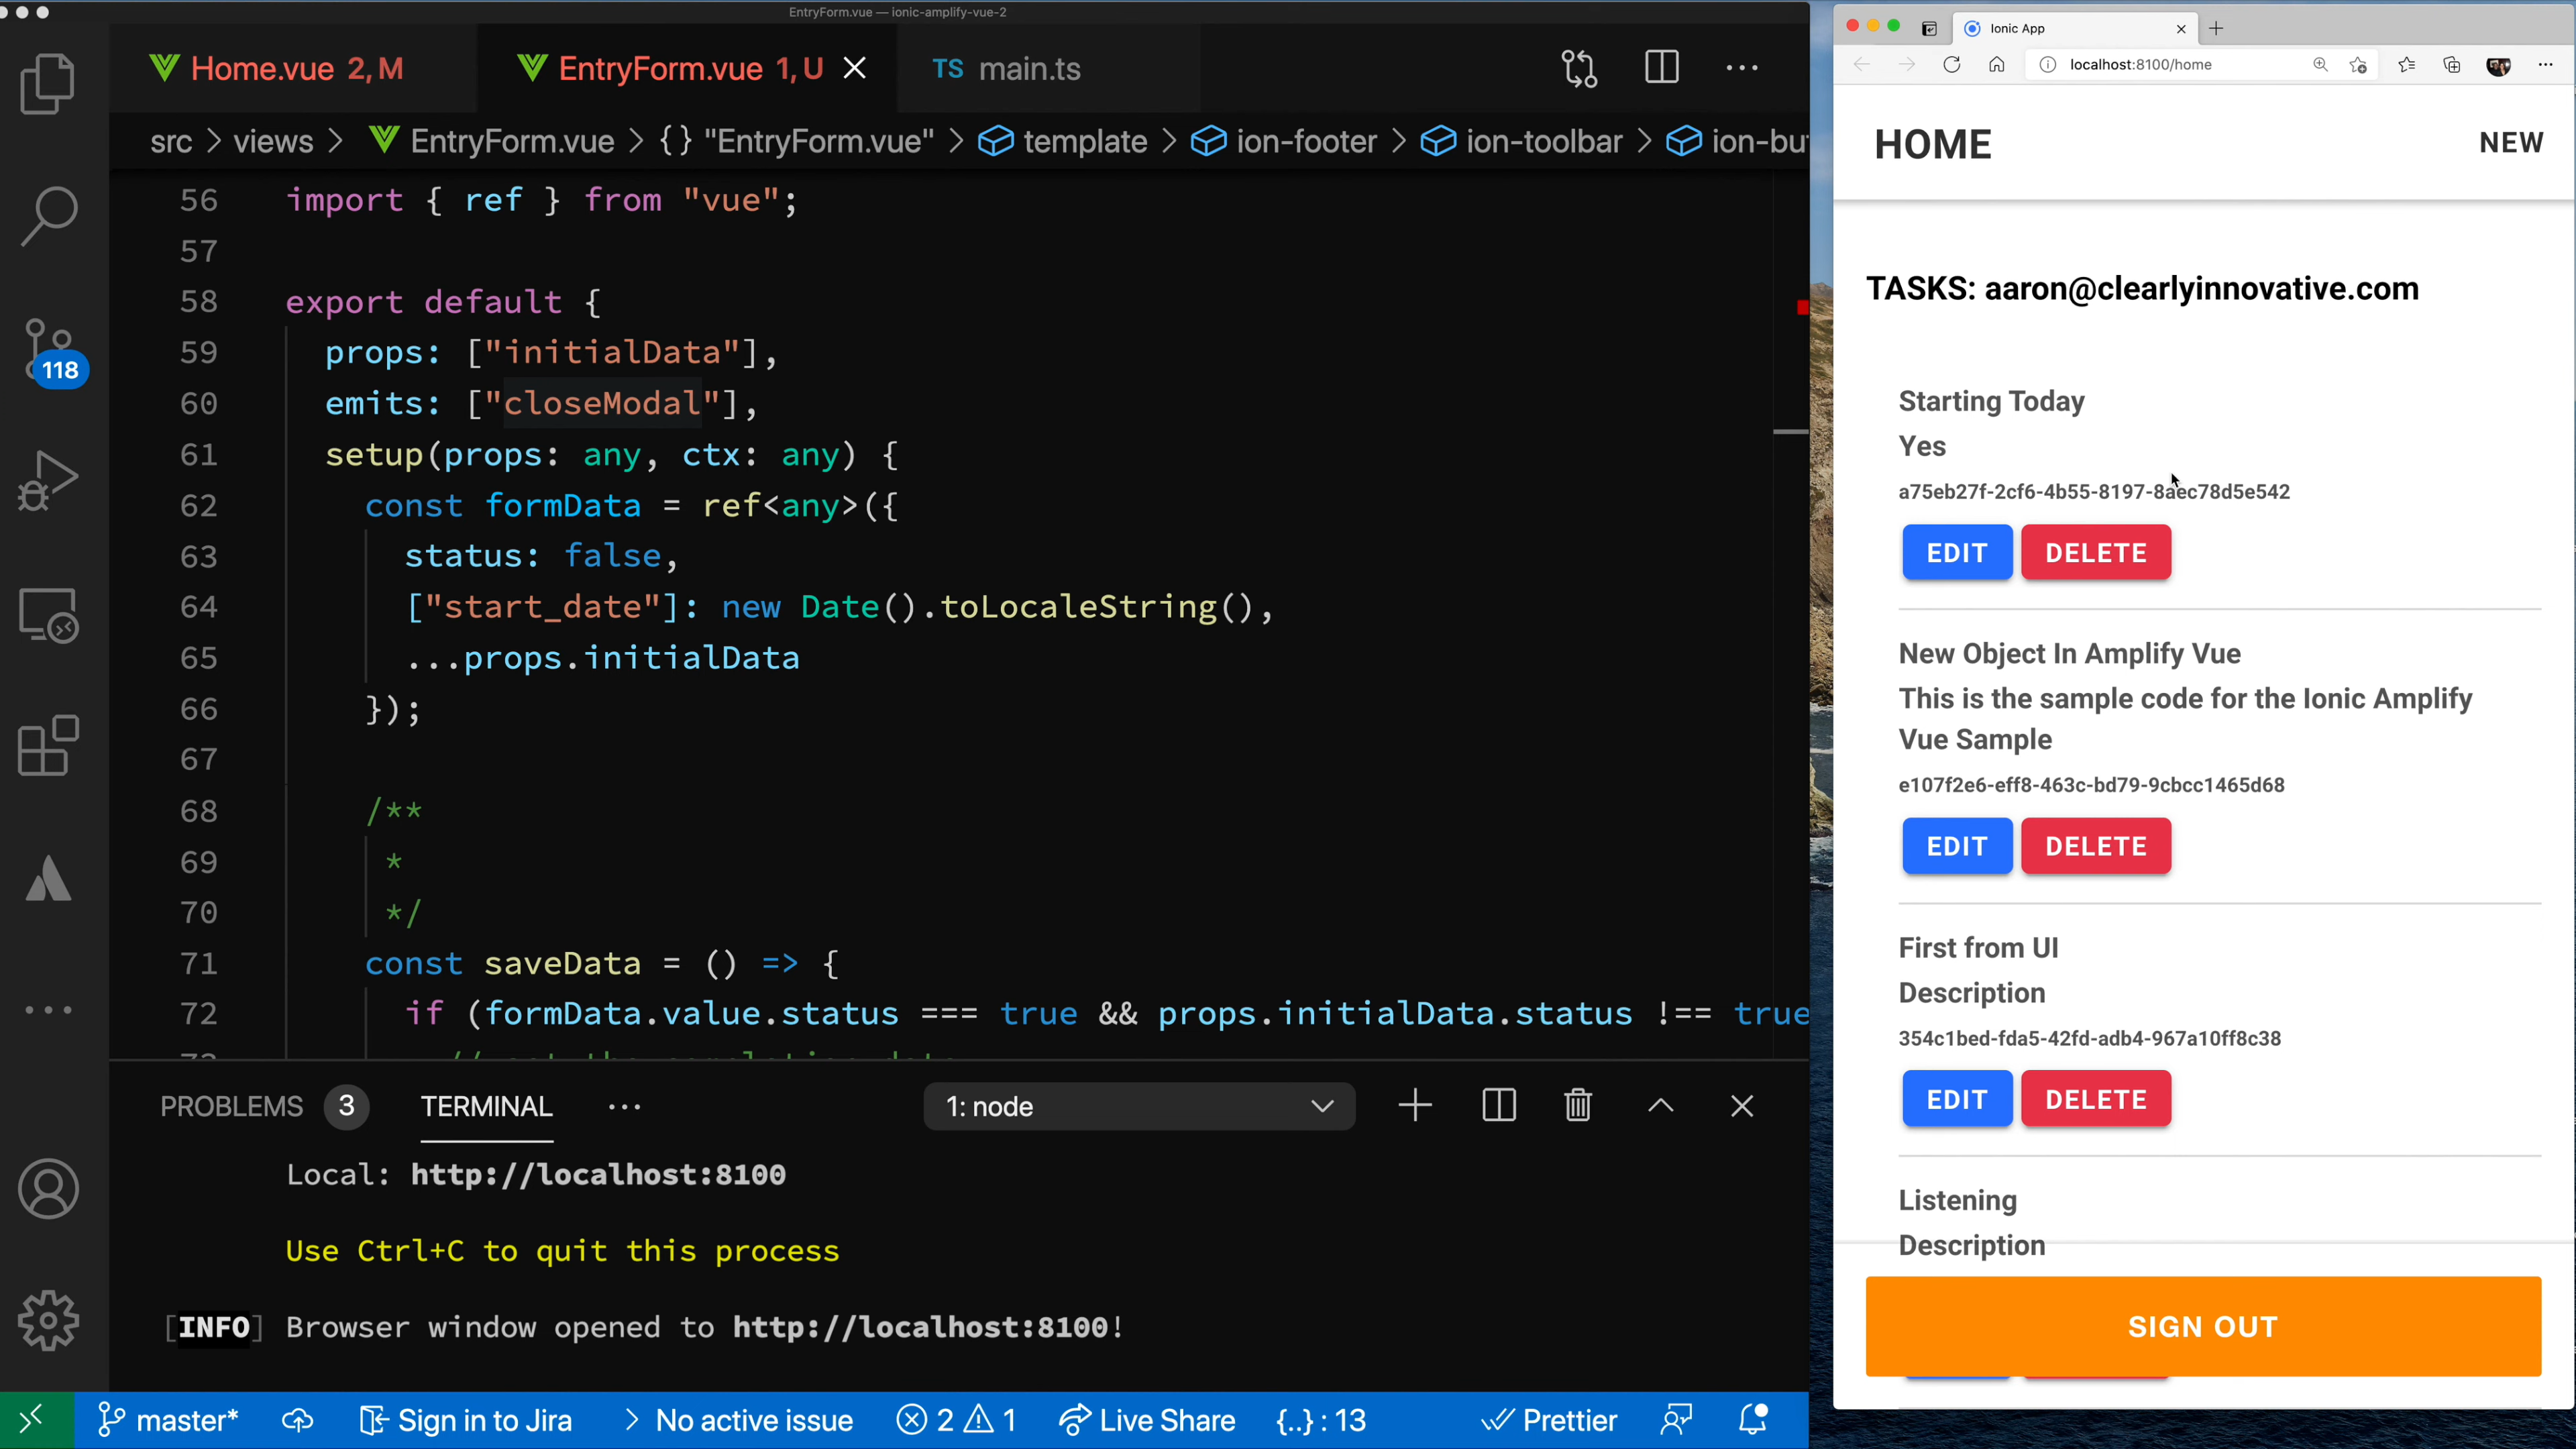 EntryForm.vue — ionic-amplify-vue-2
Home.vue 2, M
EntryForm.vue 1, U
TS main.ts
src > views > EntryForm.vue > {} "EntryForm.vue" > template > ion-footer > ion-toolbar > ion-but
56 import { ref } from "vue";
57
58 export default {
59 props: ["initialData"],
60 emits: ["closeModal"],
61 setup(props: any, ctx: any) {
62 const formData = ref<any>({
63 status: false,
64 ["start_date"]: new Date().toLocaleString(),
65 ...props.initialData
66 });
67
68 /**
69 *
70 */
71 const saveData = () => {
72 if (formData.value.status === true && props.initialData.status !== true
118
PROBLEMS 3 TERMINAL ...
1: node
Local: http://localhost:8100
Use Ctrl+C to quit this process
[INFO] Browser window opened to http://localhost:8100!
master*
Sign in to Jira
No active issue
2
1
Live Share
{..} : 13
Prettier
Ionic App
localhost:8100/home
HOME
NEW
TASKS: aaron@clearlyinnovative.com
Starting Today
Yes
a75eb27f-2cf6-4b55-8197-8aec78d5e542
EDIT DELETE
New Object In Amplify Vue
This is the sample code for the Ionic Amplify
Vue Sample
e107f2e6-eff8-463c-bd79-9cbcc1465d68
EDIT DELETE
First from UI
Description
354c1bed-fda5-42fd-adb4-967a10ff8c38
EDIT DELETE
Listening
Description
SIGN OUT